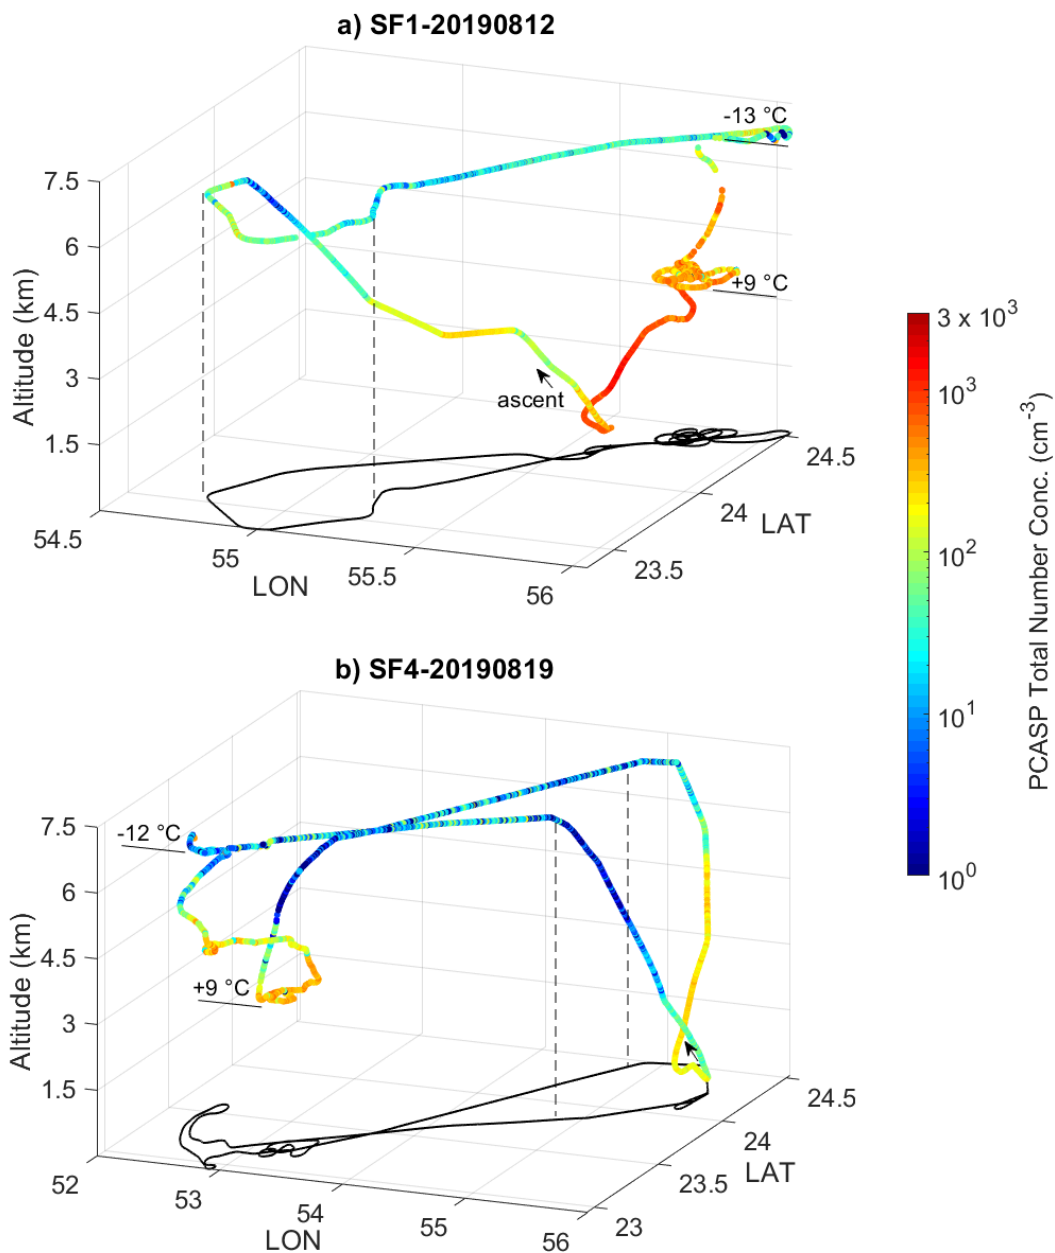 a) SF1-20190812
-13 °C
7.5
6
4.5
3
1.5
Altitude (km)
+9 °C
ascent
54.5
55
55.5
56
LON
23.5
24
24.5
LAT
3 x 10³
10³
10²
10¹
10⁰
PCASP Total Number Conc. (cm⁻³)
b) SF4-20190819
-12 °C
7.5
6
4.5
3
1.5
Altitude (km)
+9 °C
52
53
54
55
56
LON
23
23.5
24
24.5
LAT